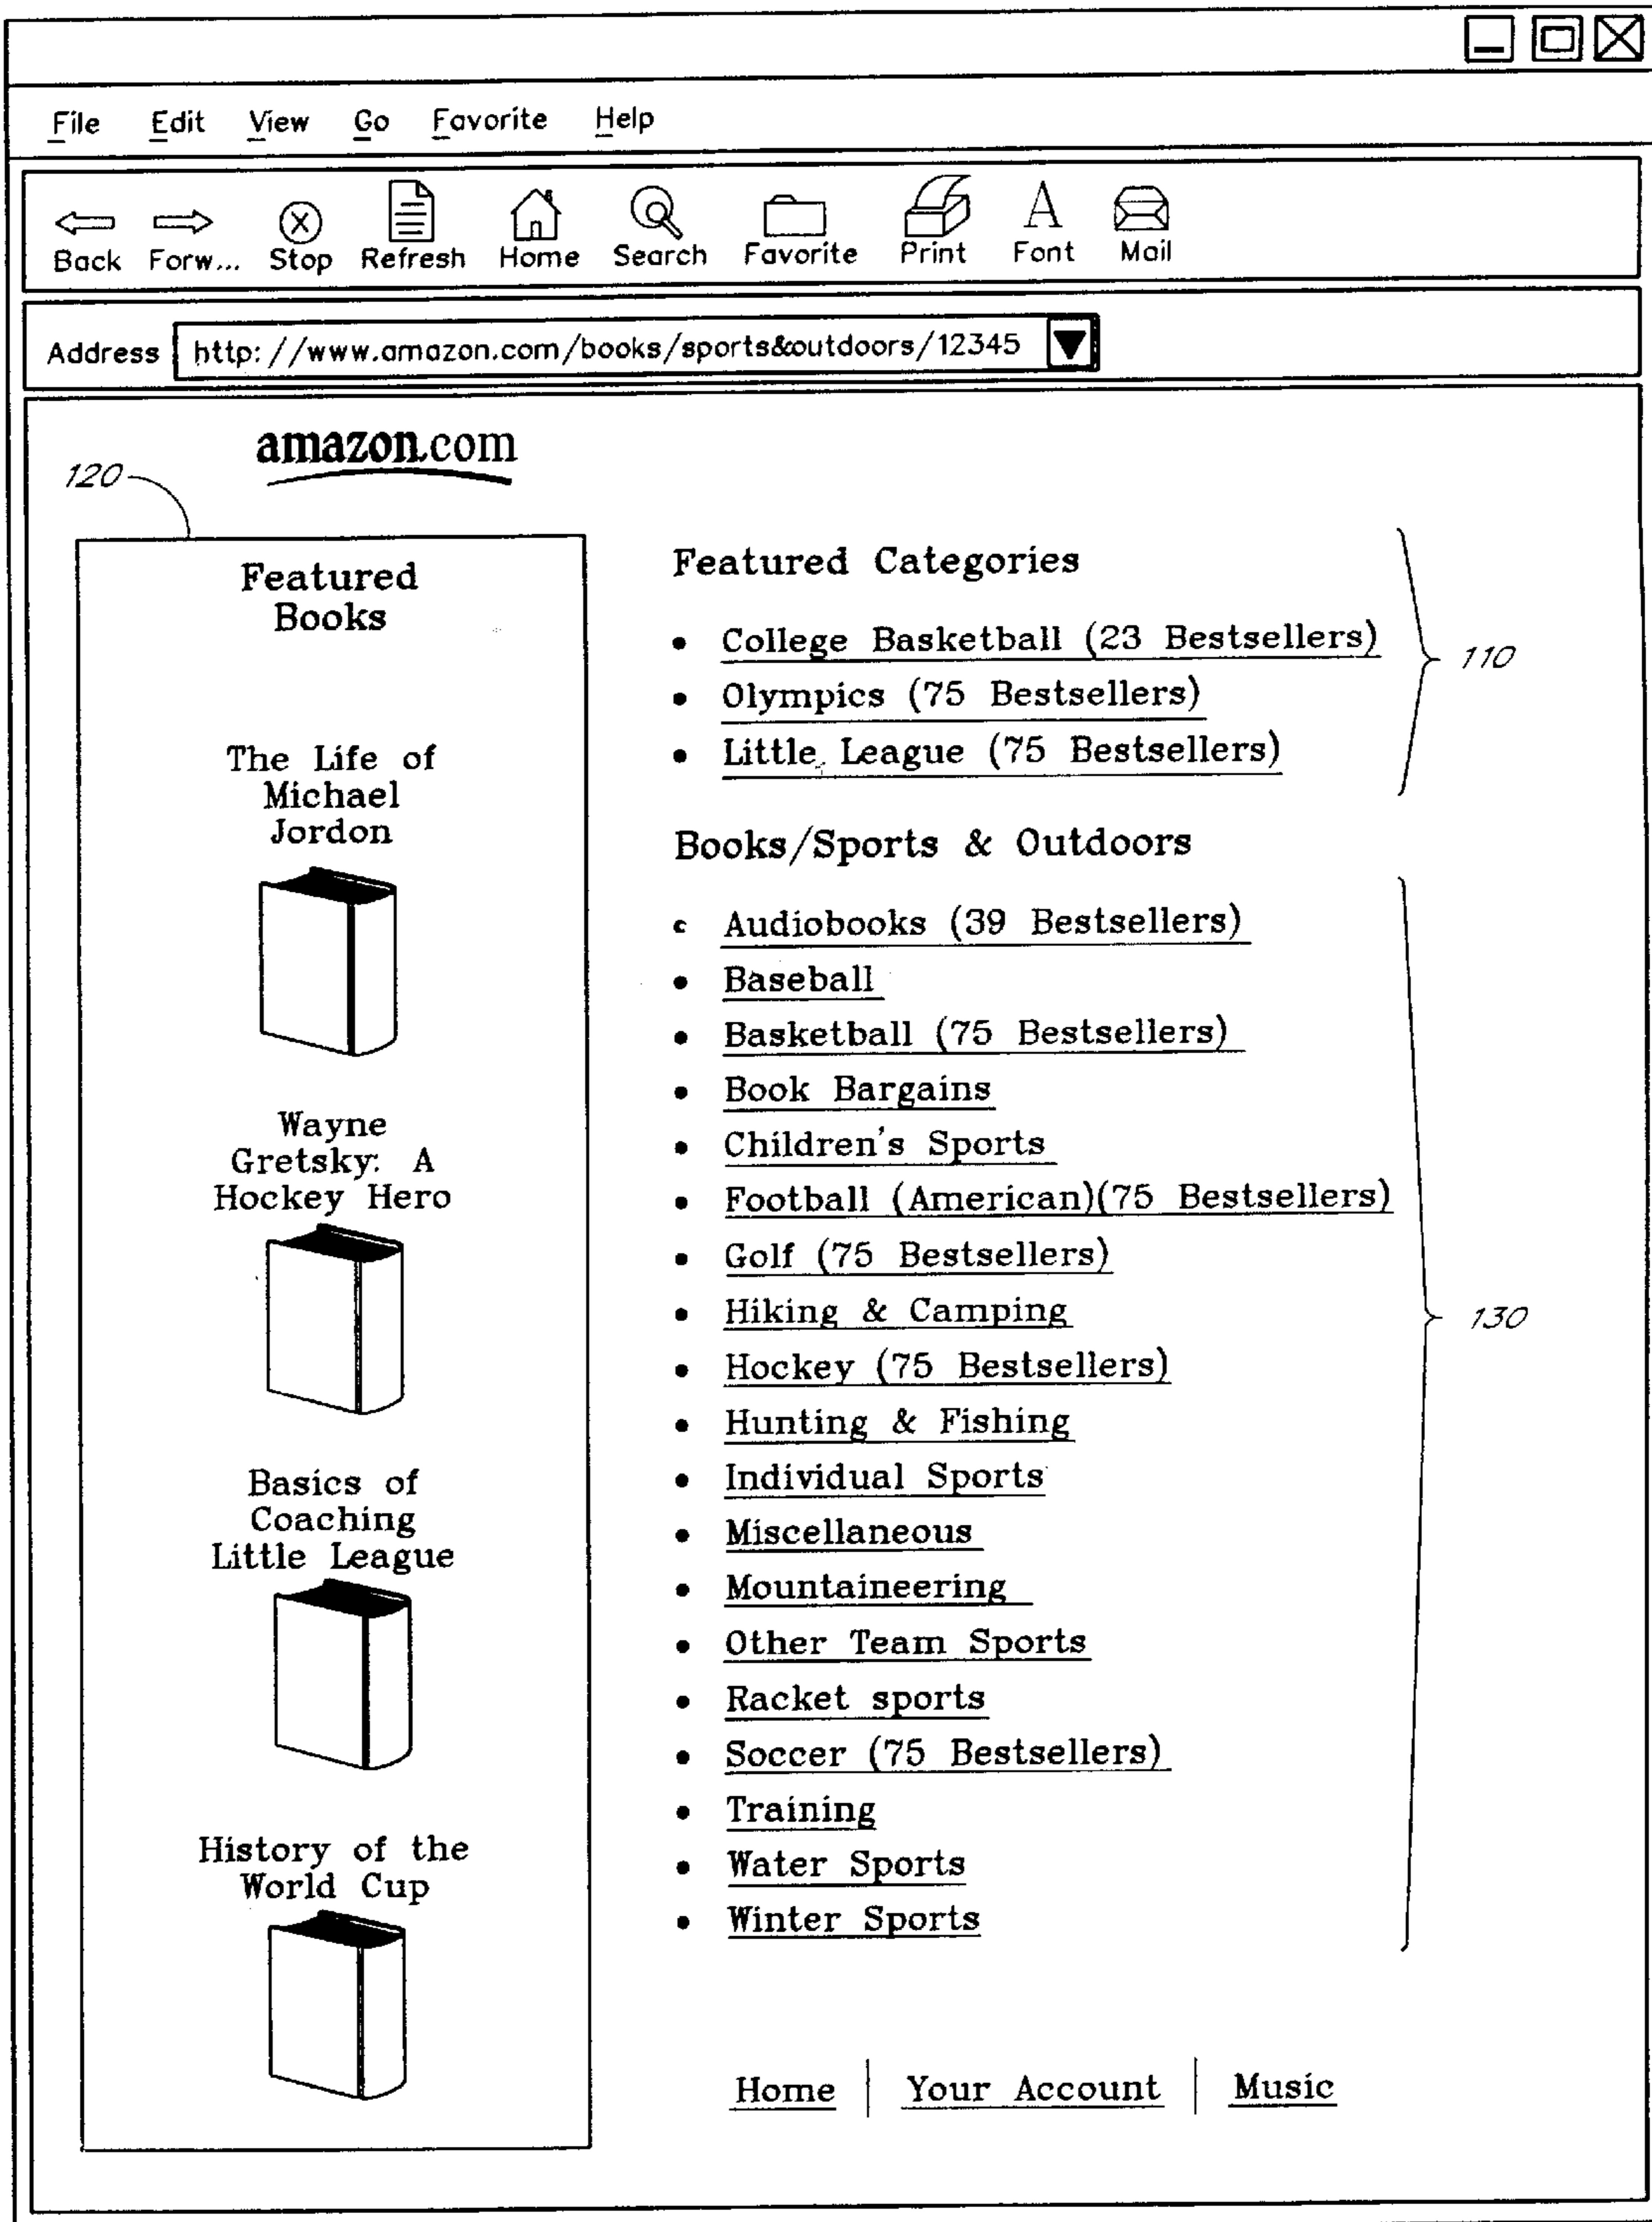 File Edit View Go Favorite Help
Back Forw... Stop Refresh Home Search Favorite Print Font Mail
Address http://www.amazon.com/books/sports&outdoors/12345
amazon.com
120
Featured
Books
The Life of
Michael
Jordon
Wayne
Gretsky: A
Hockey Hero
Basics of
Coaching
Little League
History of the
World Cup
Featured Categories
• College Basketball (23 Bestsellers)
• Olympics (75 Bestsellers)
• Little League (75 Bestsellers)
110
Books/Sports & Outdoors
• Audiobooks (39 Bestsellers)
• Baseball
• Basketball (75 Bestsellers)
• Book Bargains
• Children's Sports
• Football (American)(75 Bestsellers)
• Golf (75 Bestsellers)
• Hiking & Camping
• Hockey (75 Bestsellers)
• Hunting & Fishing
• Individual Sports
• Miscellaneous
• Mountaineering
• Other Team Sports
• Racket sports
• Soccer (75 Bestsellers)
• Training
• Water Sports
• Winter Sports
130
Home | Your Account | Music